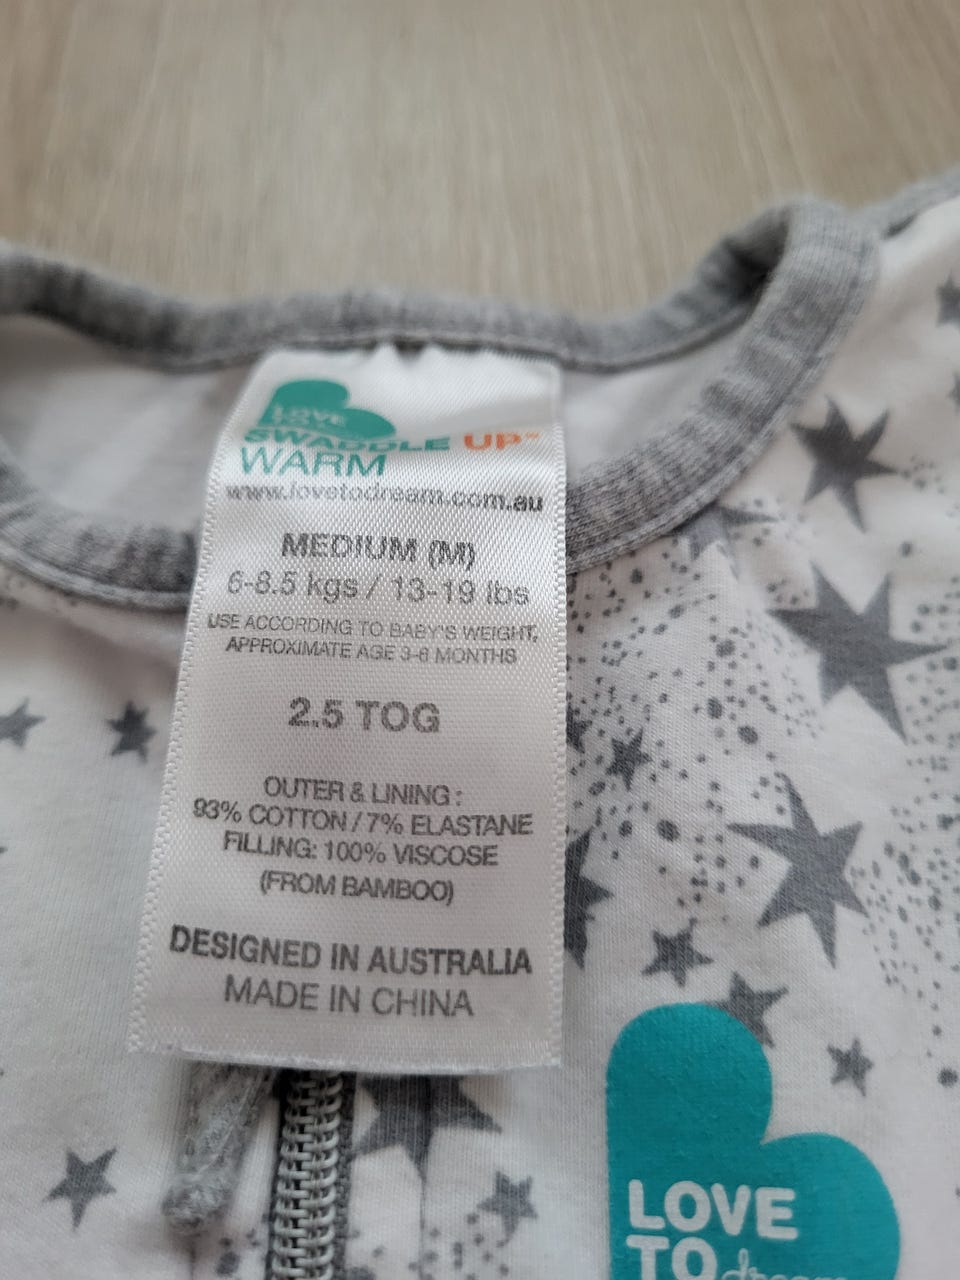 LOVE
SWADDLE UP™
WARM
www.lovetodream.com.au
MEDIUM (M)
6-8.5 kgs / 13-19 lbs
USE ACCORDING TO BABY'S WEIGHT,
APPROXIMATE AGE 3-6 MONTHS
2.5 TOG
OUTER & LINING :
93% COTTON / 7% ELASTANE
FILLING: 100% VISCOSE
(FROM BAMBOO)
DESIGNED IN AUSTRALIA
MADE IN CHINA
LOVE
TO dream